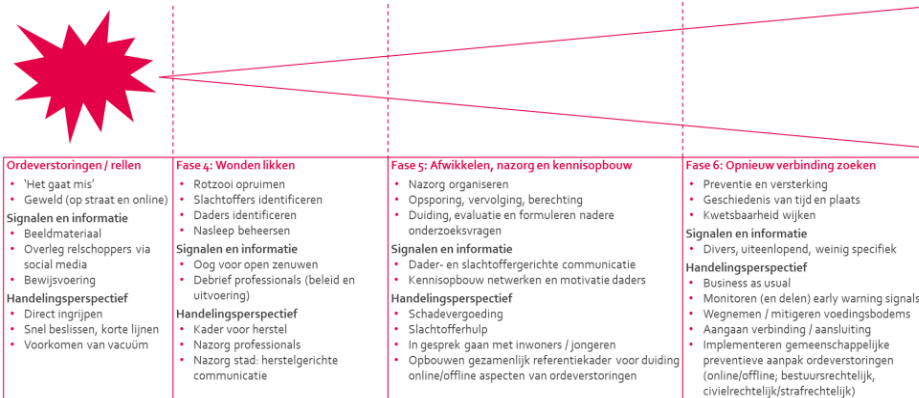 Ordeverstoringen / rellen
• 'Het gaat mis'
• Geweld (op straat en online)
Signalen en informatie
• Beeldmateriaal
• Overleg relschoppers via
social media
• Bewijsvoering
Handelingsperspectief
• Direct ingrijpen
• Snel beslissen, korte lijnen
• Voorkomen van vacuüm
Fase 4: Wonden likken
• Rotzooi opruimen
• Slachtoffers identificeren
• Daders identificeren
• Nasleep beheersen
Signalen en informatie
• Oog voor open zenuwen
• Debrief professionals (beleid en
uitvoering)
Handelingsperspectief
• Kader voor herstel
• Nazorg professionals
• Nazorg stad: herstelgerichte
communicatie
Fase 5: Afwikkelen, nazorg en kennisopbouw
• Nazorg organiseren
• Opsporing, vervolging, berechting
• Duiding, evaluatie en formuleren nadere
onderzoeksvragen
Signalen en informatie
• Dader- en slachtoffergerichte communicatie
• Kennisopbouw netwerken en motivatie daders
Handelingsperspectief
• Schadevergoeding
• Slachtofferhulp
• In gesprek gaan met inwoners / jongeren
• Opbouwen gezamenlijk referentiekader voor duiding
online/offline aspecten van ordeverstoringen
Fase 6: Opnieuw verbinding zoeken
• Preventie en versterking
• Geschiedenis van tijd en plaats
• Kwetsbaarheid wijken
Signalen en informatie
• Divers, uiteenlopend, weinig specifiek
Handelingsperspectief
• Business as usual
• Monitoren (en delen) early warning signals
• Wegnemen / mitigeren voedingsbodems
• Aangaan verbinding / aansluiting
• Implementeren gemeenschappelijke
preventieve aanpak ordeverstoringen
(online/offline; bestuursrechtelijk,
civielrechtelijk/strafrechtelijk)